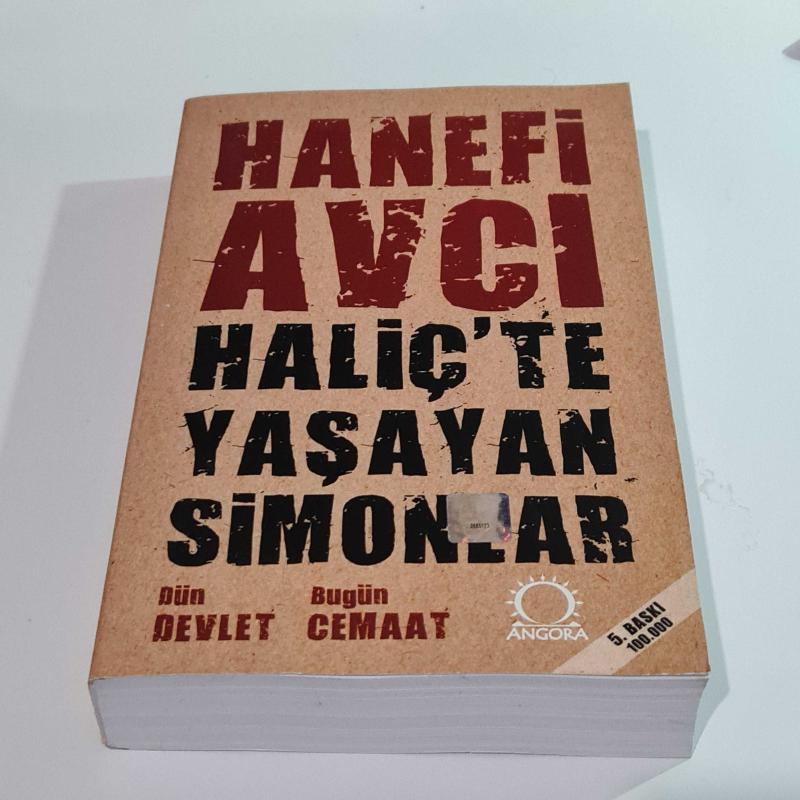 HANEFİ
AVCI
HALİÇ'TE
YAŞAYAN
SİMONLAR
Dün
DEVLET
Bugün
CEMAAT
ANGORA
5. BASKI
100.000